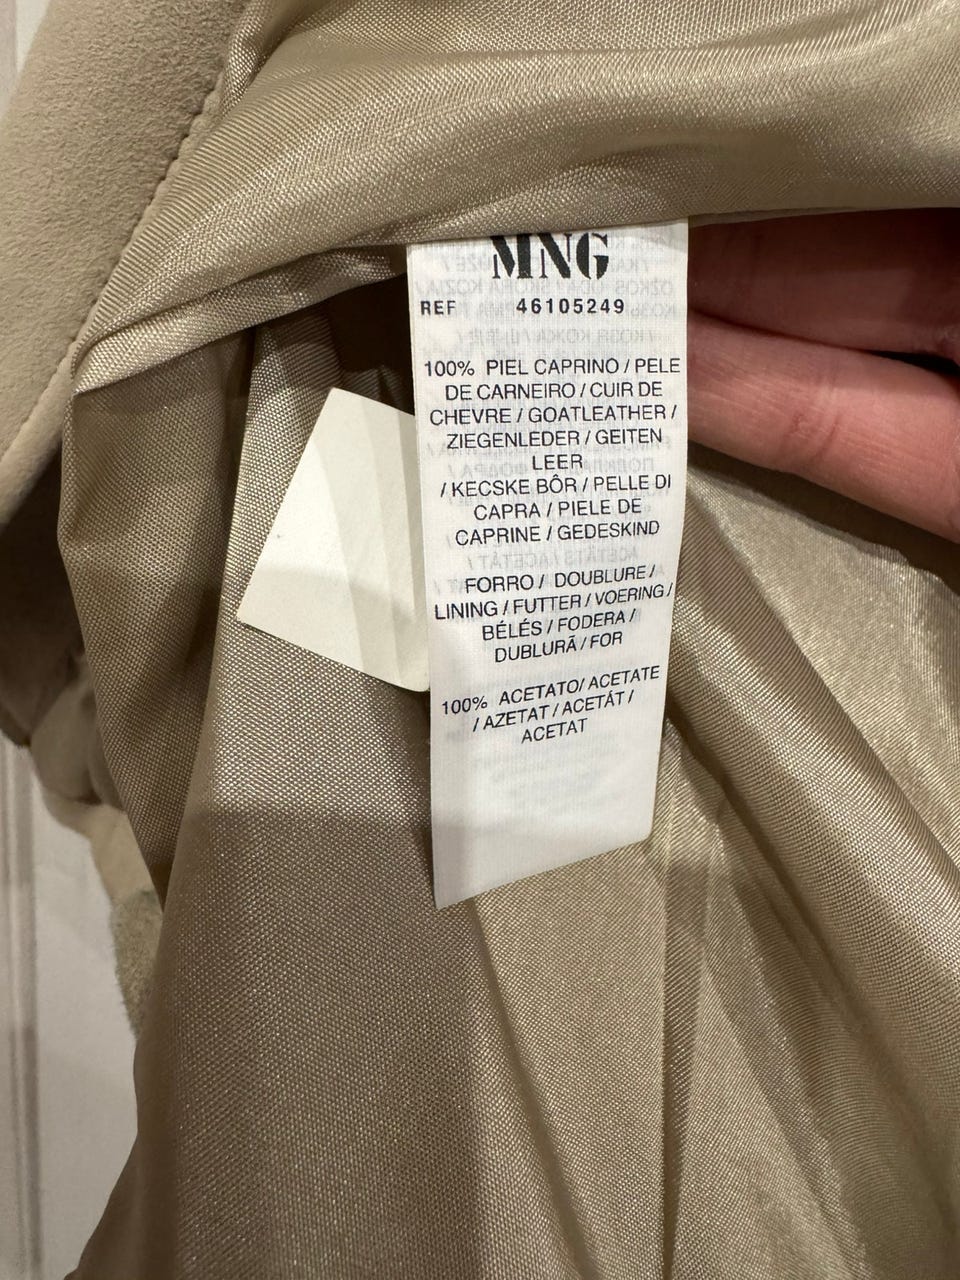 MNG
REF 46105249
100% PIEL CAPRINO / PELE
DE CARNEIRO / CUIR DE
CHEVRE / GOATLEATHER /
ZIEGENLEDER / GEITEN
LEER
/ KECSKE BÔR / PELLE DI
CAPRA / PIELE DE
CAPRINE / GEDESKIND
FORRO / DOUBLURE /
LINING / FUTTER / VOERING /
BÉLÉS / FODERA /
DUBLURĂ / FOR
100% ACETATO/ ACETATE
/ AZETAT / ACETÁT /
ACETAT